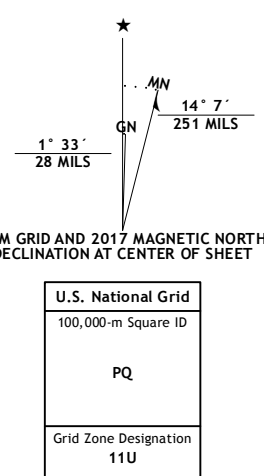 ★
MN
GN
14° 7´
251 MILS
1° 33´
28 MILS
M GRID AND 2017 MAGNETIC NORTH
DECLINATION AT CENTER OF SHEET
U.S. National Grid
100,000-m Square ID
PQ
Grid Zone Designation
11U